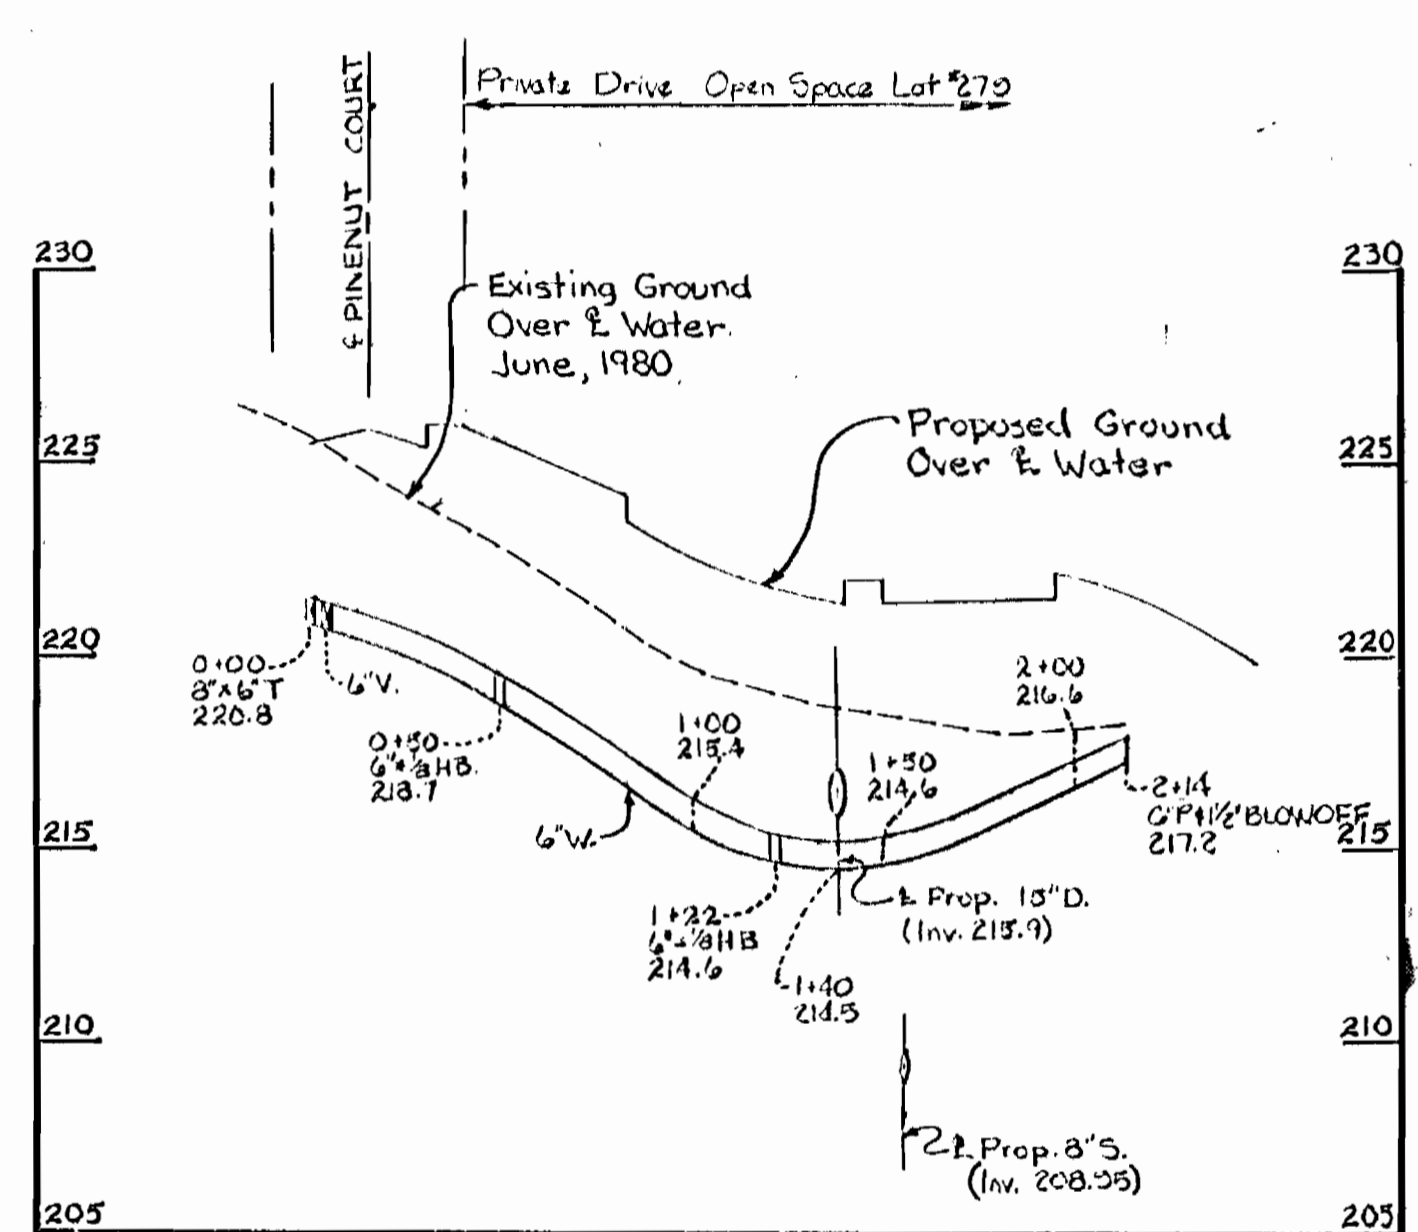 Private Drive Open Space Lot #279
℄ PINENUT COURT
230
230
Existing Ground
Over ℄ Water.
June, 1980
Proposed Ground
Over ℄ Water
225
225
220
220
0+00
8"x6" T
220.8
6"V.
0+50
6"x⅛HB.
218.7
1+00
215.4
2+00
216.6
1+50
214.6
2+14
6"P&1½"BLOWOFF
217.2
215
215
6"W.
1+22
6"x⅛HB
214.6
1+40
214.5
℄ Prop. 15"D.
(Inv. 215.9)
210
210
℄ Prop. 8"S.
(Inv. 208.95)
205
205